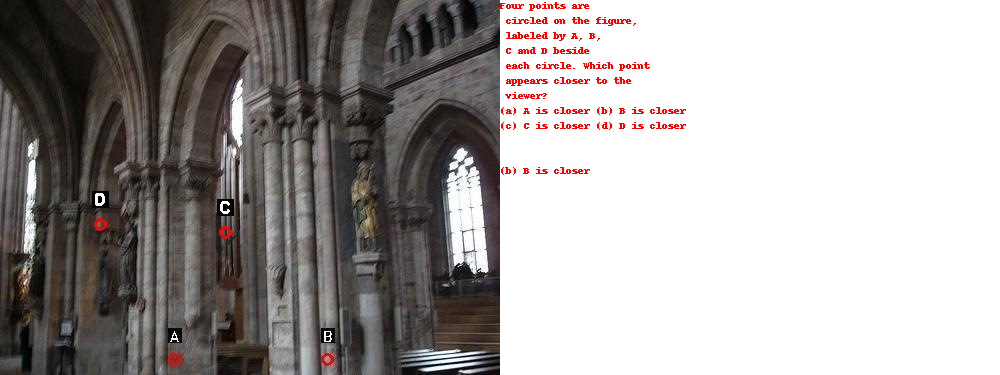 D
C
A
B
Four points are
circled on the figure,
labeled by A, B,
C and D beside
each circle. Which point
appears closer to the
viewer?
(a) A is closer (b) B is closer
(c) C is closer (d) D is closer
(b) B is closer